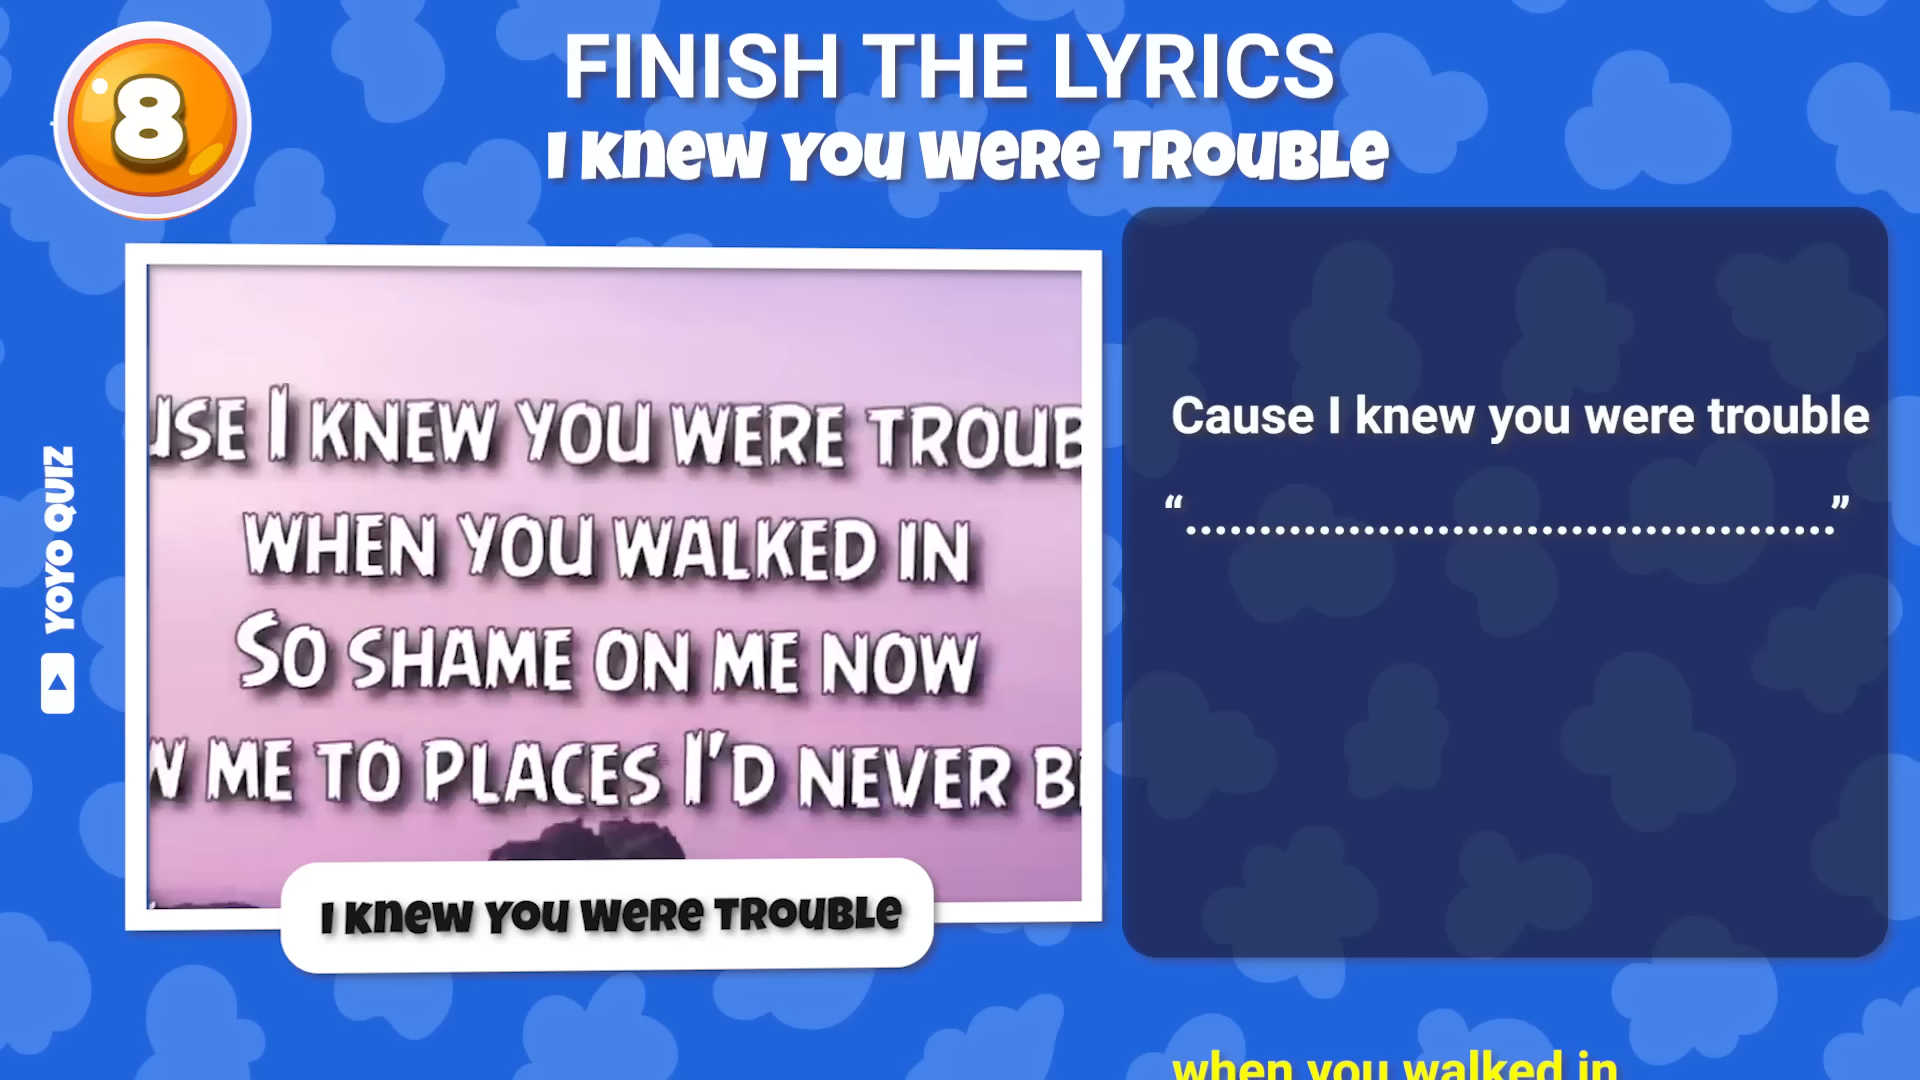 8
FINISH THE LYRICS
I KNEW YOU WERE TROUBLE
YOYO QUIZ
USE I KNEW YOU WERE TROUB
WHEN YOU WALKED IN
SO SHAME ON ME NOW
W ME TO PLACES I'D NEVER B
I KNEW YOU WERE TROUBLE
Cause I knew you were trouble
“............................................”
when you walked in